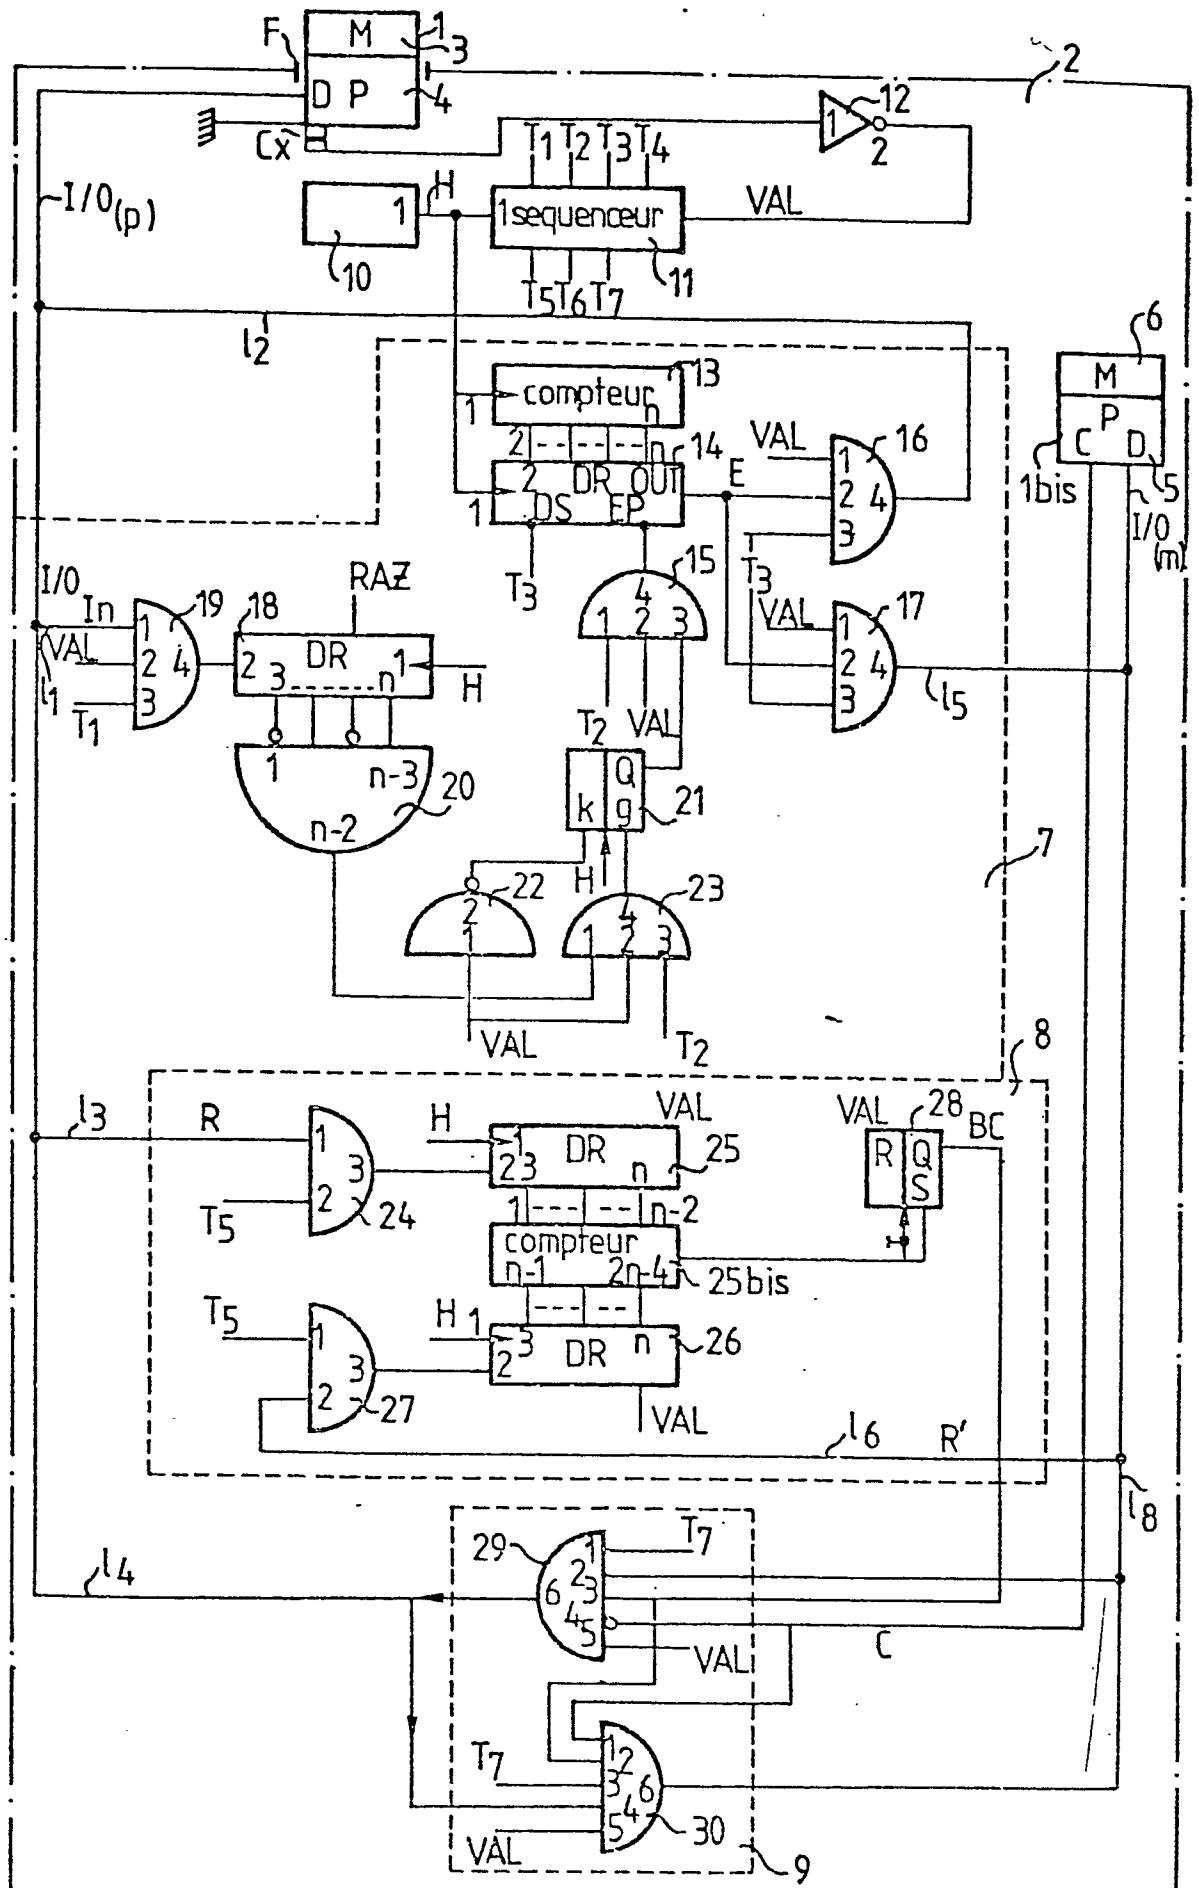 F M 1 3 2
D P 4 12
1 2
Cx T1 T2 T3 T4
I/O(p) H VAL
1 1 sequenceur
10 11
T5 T6 T7
l2 6
13 M
1 compteur n P
2 n 14 VAL 16 C D
2 DR OUT E 1 2 3 4 1bis 5
1 DS EP I/O(m)
T3 15 T3
I/O RAZ 4 17
In 19 18 1 2 3 VAL
1 2 DR 1 1 2 3 4
VAL 2 4 3 n H
l1 3 l5
T1 T2 VAL
1 n-3 Q
20 k g 21
n-2 7
H
22 23
2 4
1 1 2 3
8
VAL T2
VAL VAL 28 BC
l3 R H 1 DR 25 R Q
1 3 2 3 n S
2 1 n-2
T5 24 compteur
n-1 2n-4 25bis
T5 H 1
1 3 3 DR n 26
2 2
27 VAL
l6 R'
l8
29 T7
1
l4 2
6 3
4
5 C
VAL
1
2
T7 3 6
4
5 30
VAL 9